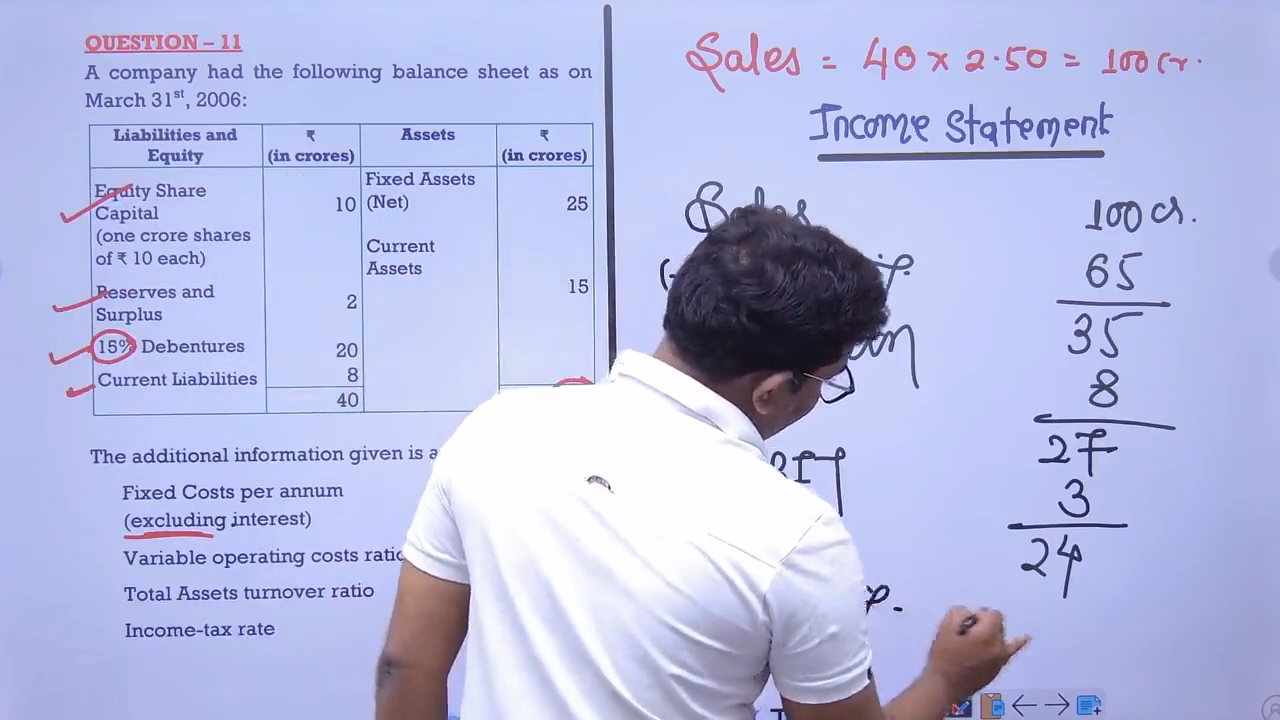 QUESTION – 11
A company had the following balance sheet as on
March 31st, 2006:
Liabilities and Equity ₹ (in crores) Assets ₹ (in crores)
Equity Share Capital (one crore shares of ₹ 10 each) 10 Fixed Assets (Net) 25
Reserves and Surplus 2 Current Assets 15
15% Debentures 20
Current Liabilities 8
40
The additional information given is
Fixed Costs per annum
(excluding interest)
Variable operating costs
Total Assets turnover ratio
Income-tax rate
Sales = 40 × 2.50 = 100 Cr.
Income Statement
Sales 100 cr.
65
35
8
27
3
24